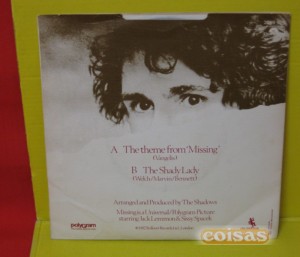 A The theme from 'Missing'
(Vangelis)
B The Shady Lady
(Welch/Marvin/Bennett)
Arranged and Produced by The Shadows
Missing is a Universal/Polygram Picture
starring Jack Lemmon & Sissy Spacek
polygram
coisas